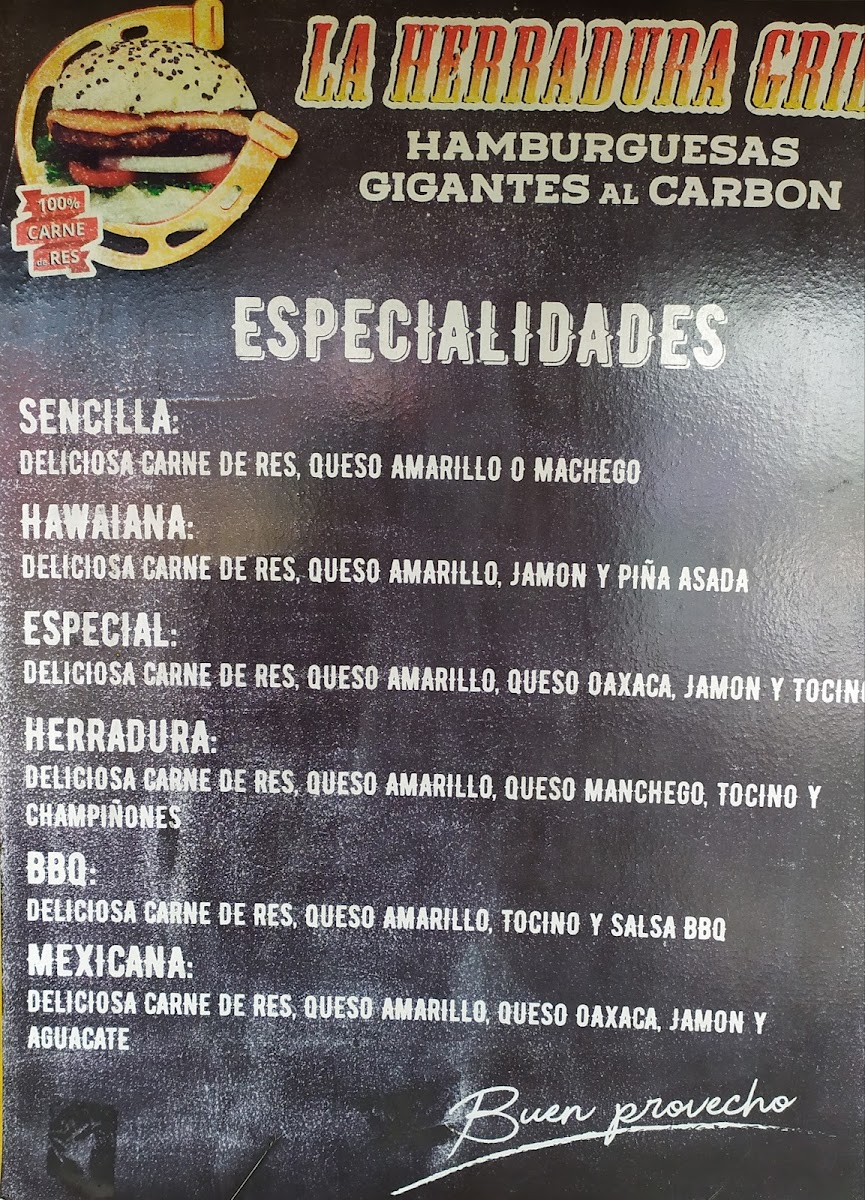 LA HERRADURA GRI
HAMBURGUESAS
GIGANTES AL CARBON
100%
CARNE
de RES
ESPECIALIDADES
SENCILLA:
DELICIOSA CARNE DE RES, QUESO AMARILLO O MACHEGO
HAWAIANA:
DELICIOSA CARNE DE RES, QUESO AMARILLO, JAMON Y PIÑA ASADA
ESPECIAL:
DELICIOSA CARNE DE RES, QUESO AMARILLO, QUESO OAXACA, JAMON Y TOCINO
HERRADURA:
DELICIOSA CARNE DE RES, QUESO AMARILLO, QUESO MANCHEGO, TOCINO Y
CHAMPIÑONES
BBQ:
DELICIOSA CARNE DE RES, QUESO AMARILLO, TOCINO Y SALSA BBQ
MEXICANA:
DELICIOSA CARNE DE RES, QUESO AMARILLO, QUESO OAXACA, JAMON Y
AGUACATE
Buen provecho